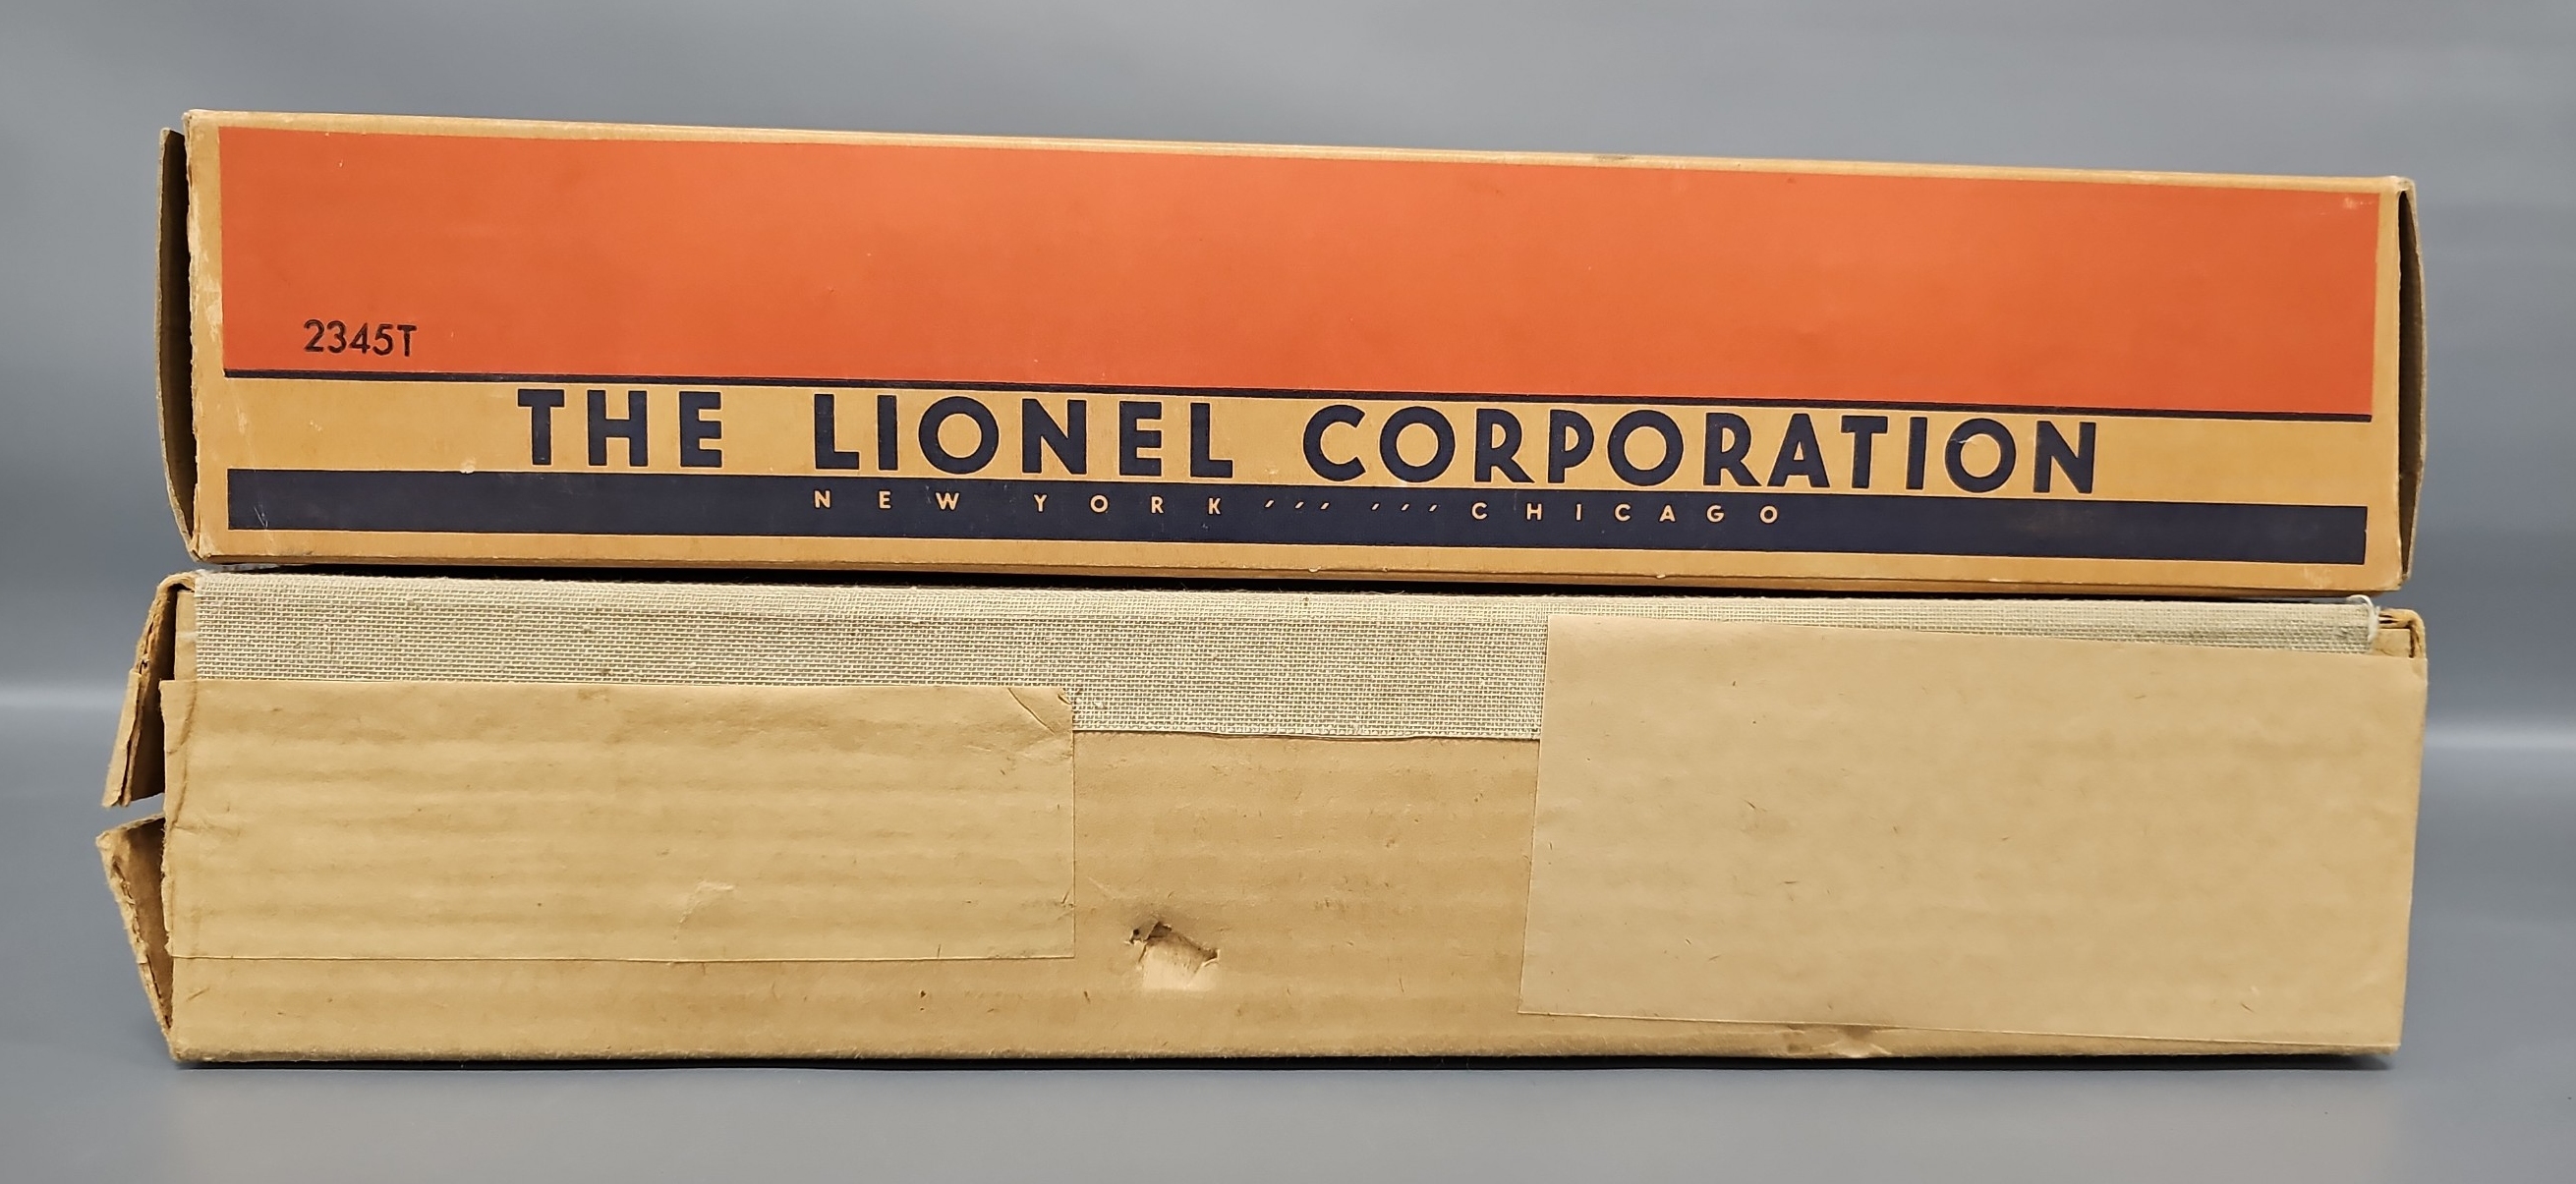 2345T
THE LIONEL CORPORATION
NEW YORK ′′′ ′′′ CHICAGO